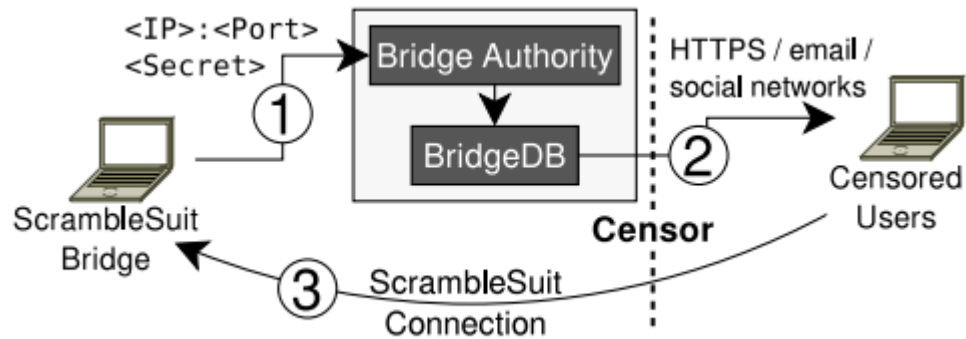 <IP>:<Port>
<Secret>
1
Bridge Authority
BridgeDB
HTTPS / email /
social networks
2
Censored
Users
ScrambleSuit
Bridge
Censor
3
ScrambleSuit
Connection